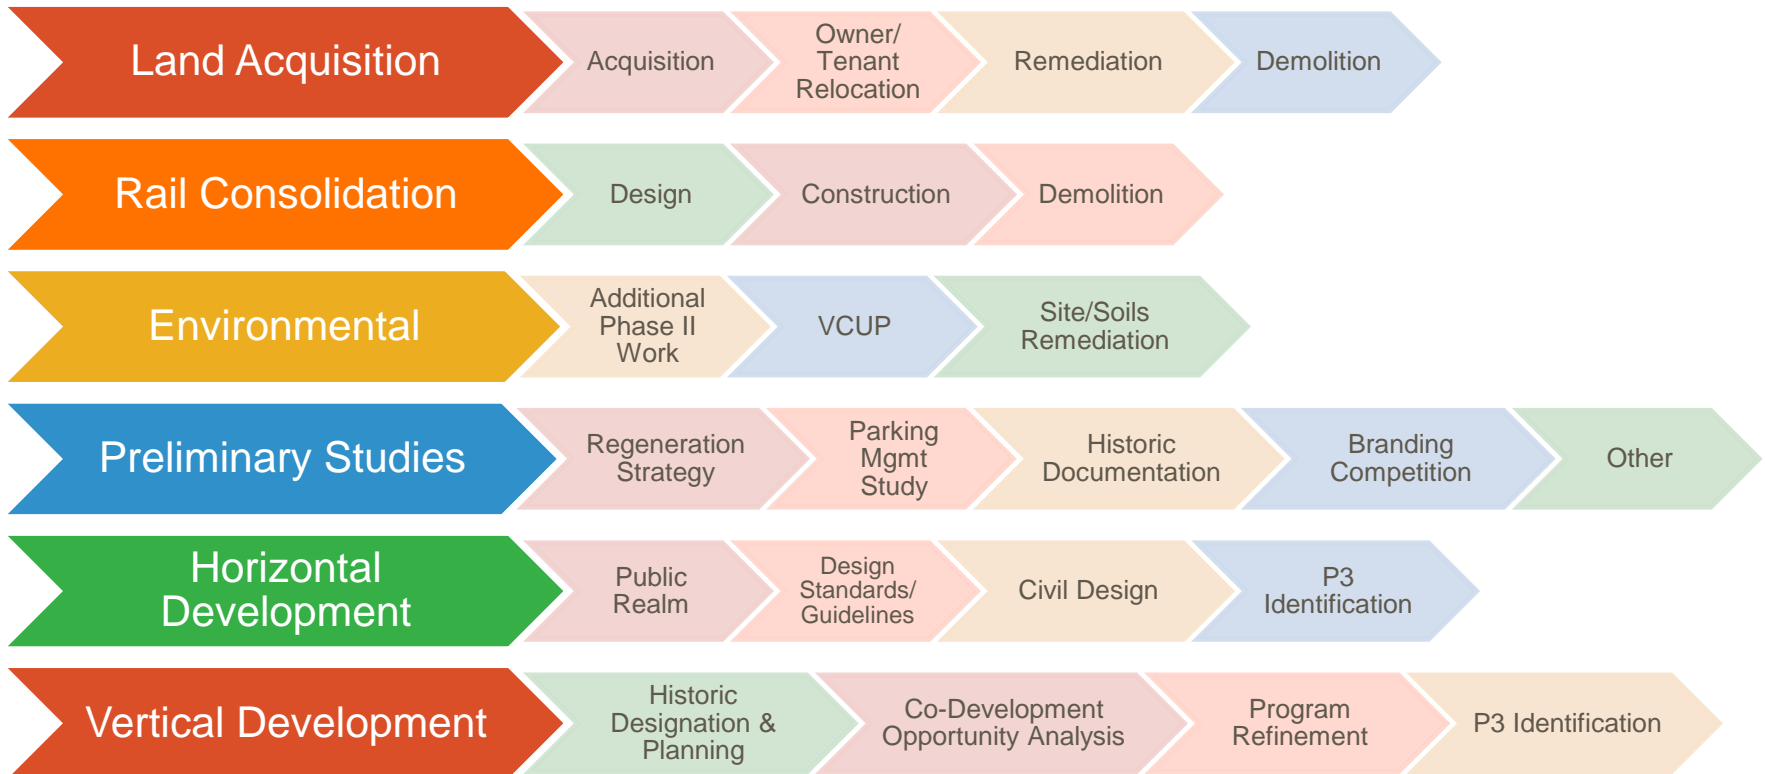 Land Acquisition
Acquisition
Owner/
Tenant
Relocation
Remediation
Demolition
Rail Consolidation
Design
Construction
Demolition
Environmental
Additional
Phase II
Work
VCUP
Site/Soils
Remediation
Preliminary Studies
Regeneration
Strategy
Parking
Mgmt
Study
Historic
Documentation
Branding
Competition
Other
Horizontal
Development
Public
Realm
Design
Standards/
Guidelines
Civil Design
P3
Identification
Vertical Development
Historic
Designation &
Planning
Co-Development
Opportunity Analysis
Program
Refinement
P3 Identification